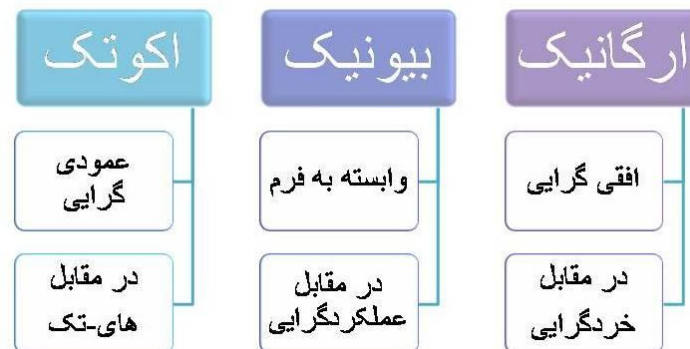 ارگانیک
افقی گرایی
در مقابل
خردگرایی
بیونیک
وابسته به فرم
در مقابل
عملکردگرایی
اکوتک
عمودی
گرایی
در مقابل
های-تک